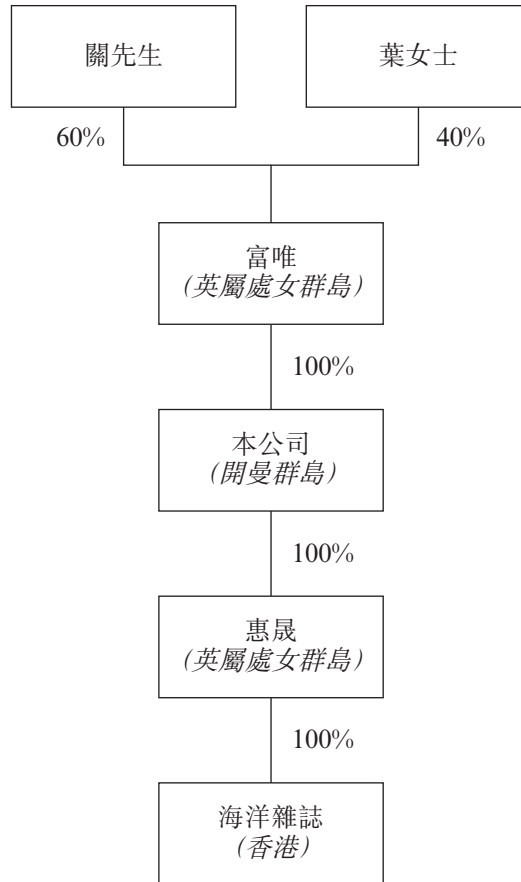 關先生
葉女士
60%
40%
富唯
(英屬處女群島)
100%
本公司
(開曼群島)
100%
惠晟
(英屬處女群島)
100%
海洋雜誌
(香港)